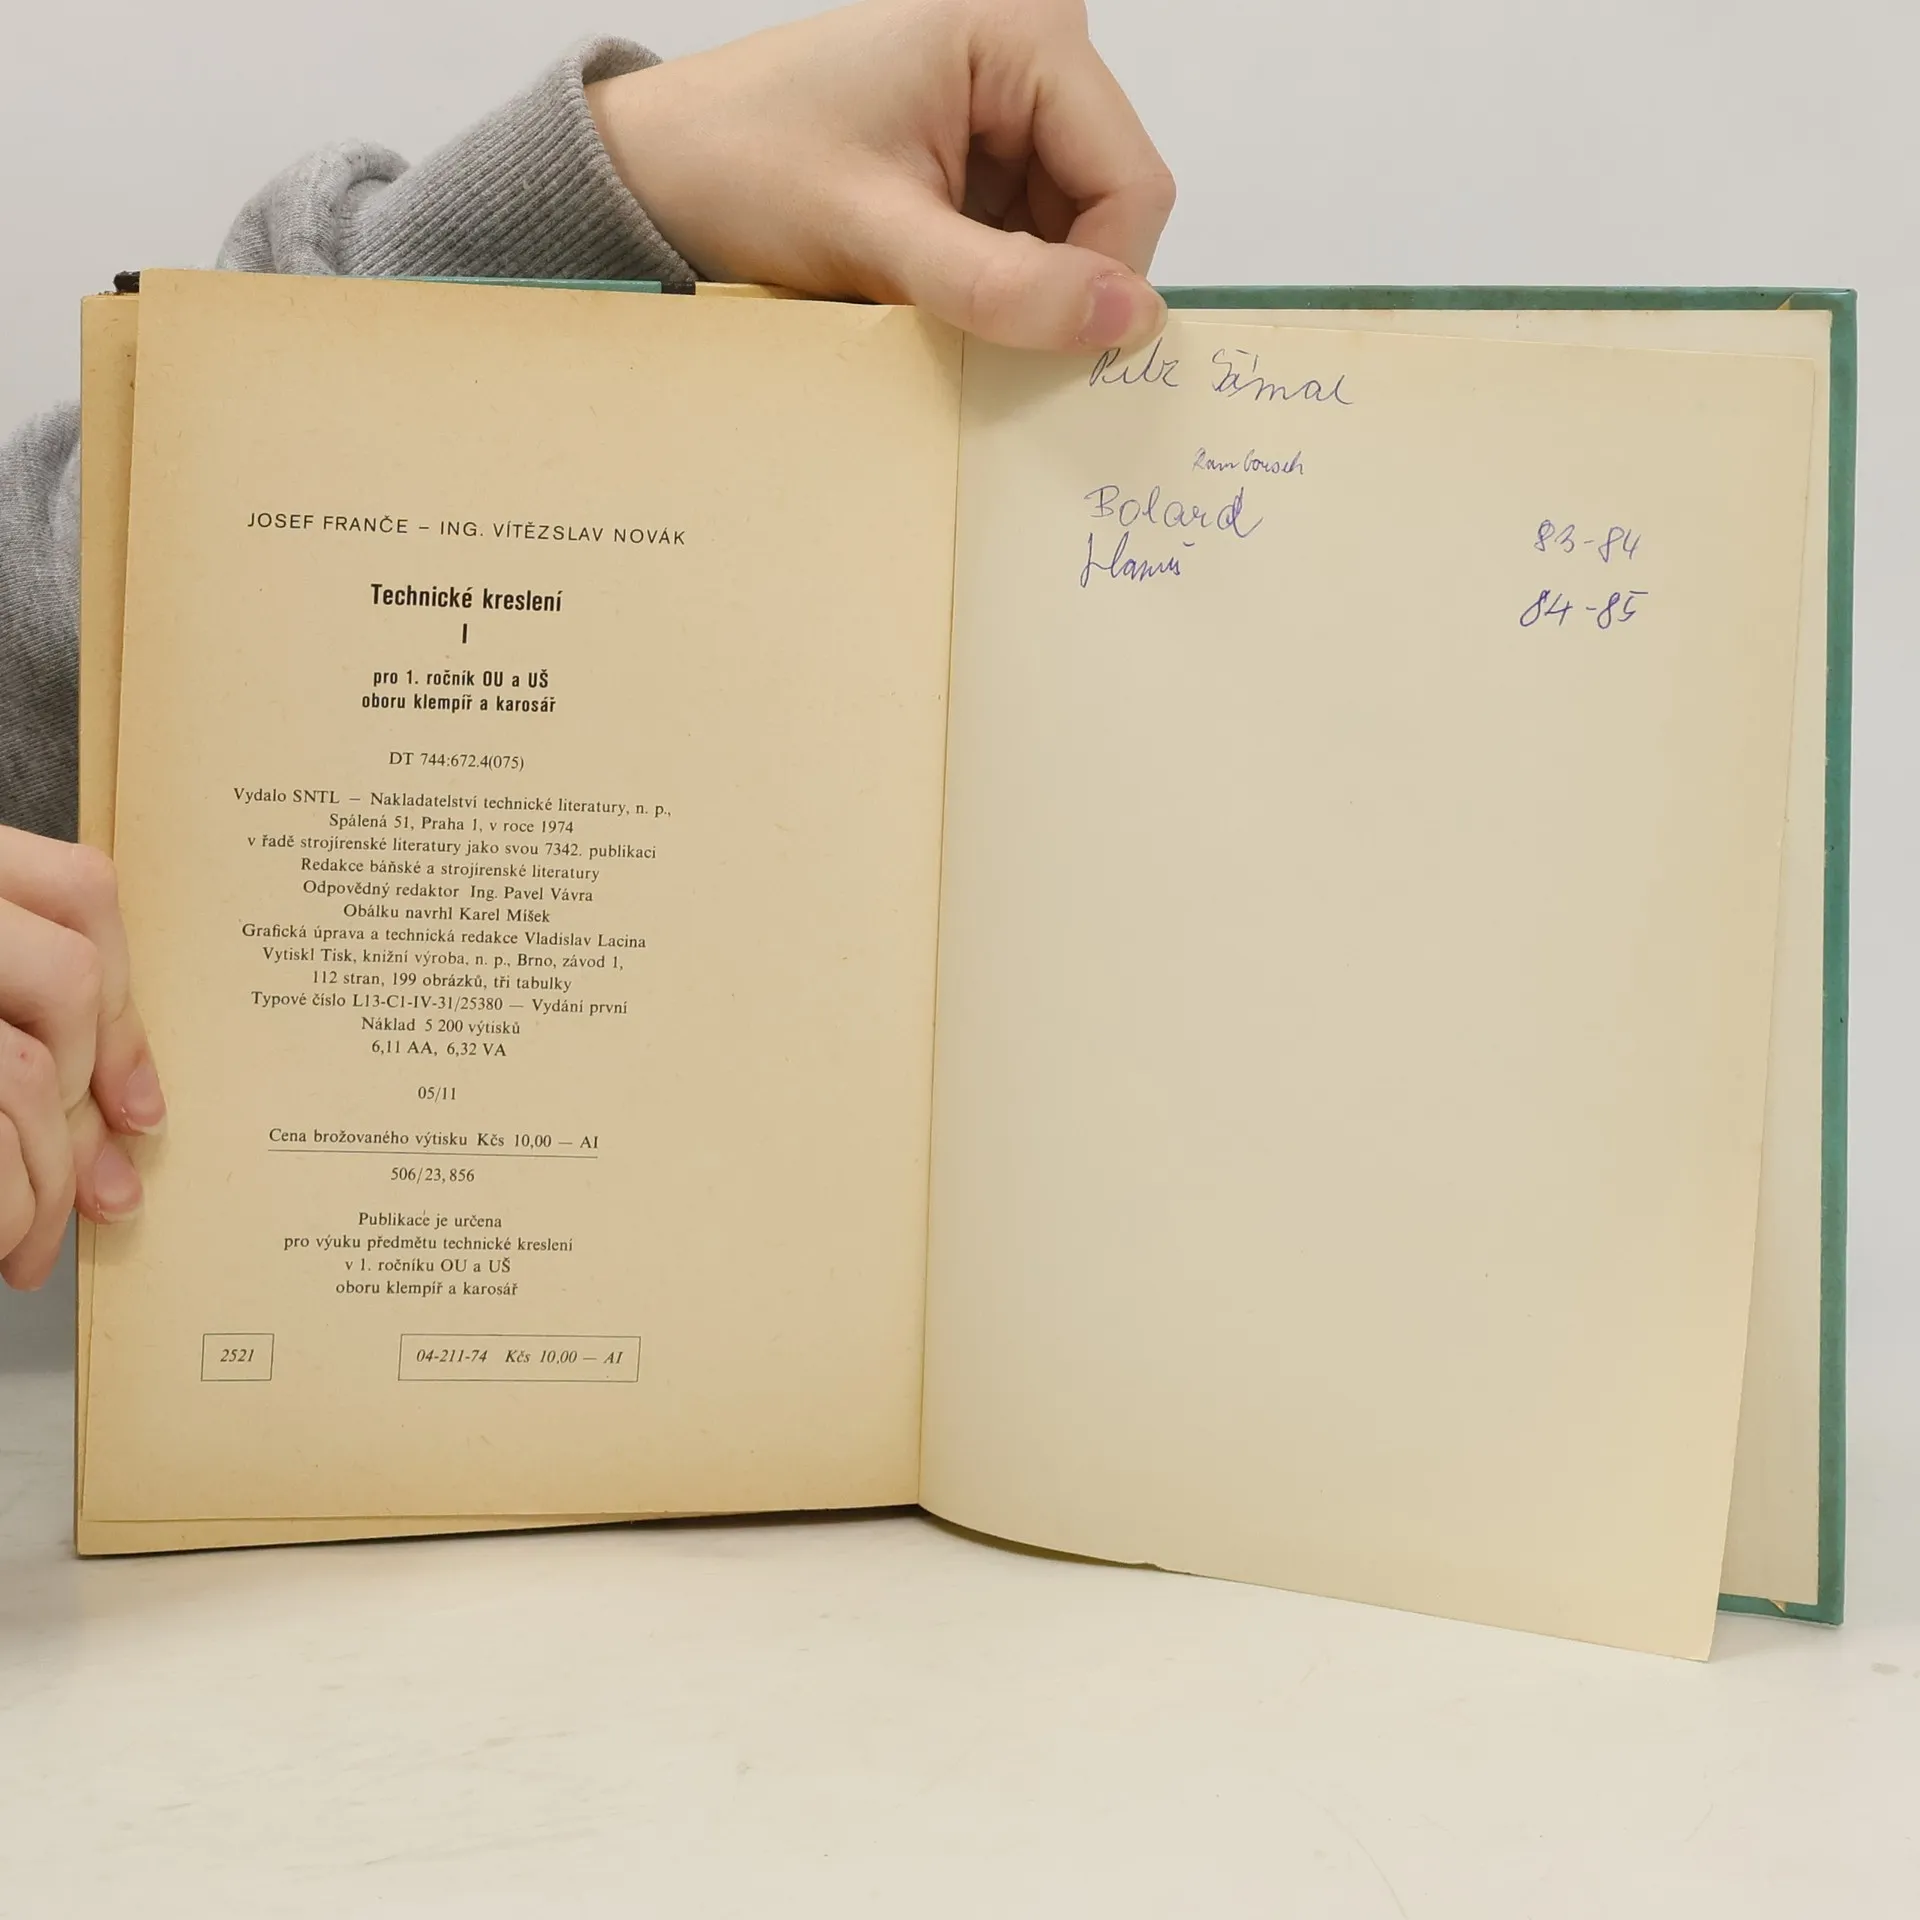 JOSEF FRANČE – ING. VÍTĚZSLAV NOVÁK
Technické kreslení
I
pro 1. ročník OU a UŠ
oboru klempíř a karosář
DT 744:672.4(075)
Vydalo SNTL — Nakladatelství technické literatury, n. p.,
Spálená 51, Praha 1, v roce 1974
v řadě strojírenské literatury jako svou 7342. publikaci
Redakce báňské a strojírenské literatury
Odpovědný redaktor Ing. Pavel Vávra
Obálku navrhl Karel Míšek
Grafická úprava a technická redakce Vladislav Lacina
Vytiskl Tisk, knižní výroba, n. p., Brno, závod 1,
112 stran, 199 obrázků, tři tabulky
Typové číslo L13-C1-IV-31/25380 — Vydání první
Náklad 5 200 výtisků
6,11 AA, 6,32 VA
05/11
Cena brožovaného výtisku Kčs 10,00 — AI
506/23, 856
Publikace je určena
pro výuku předmětu technické kreslení
v 1. ročníku OU a UŠ
oboru klempíř a karosář
2521
04-211-74 Kčs 10,00 — AI
Šámal
Bolard
83-84
Hanuš
84-85